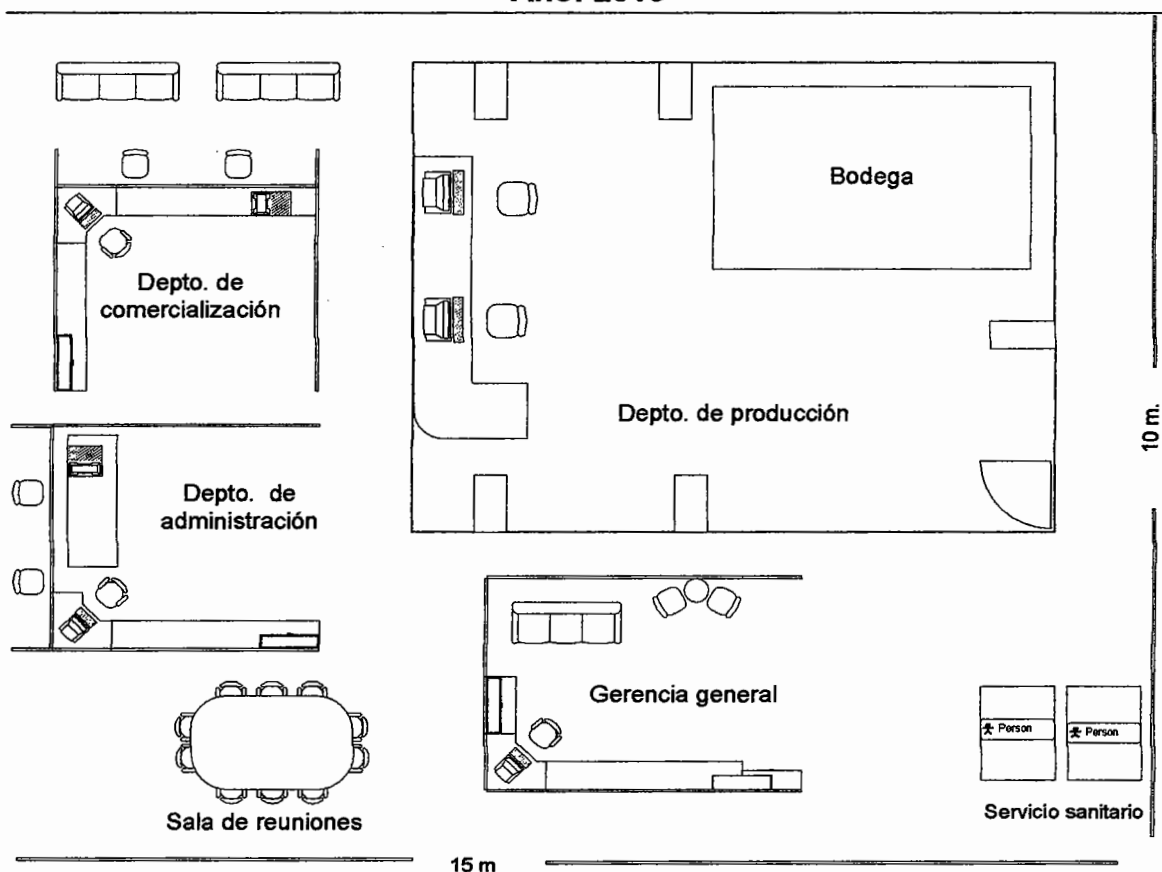 Bodega
Depto. de
comercialización
Depto. de producción
10 m.
Depto. de
administración
Gerencia general
Person
Person
Sala de reuniones
Servicio sanitario
15 m